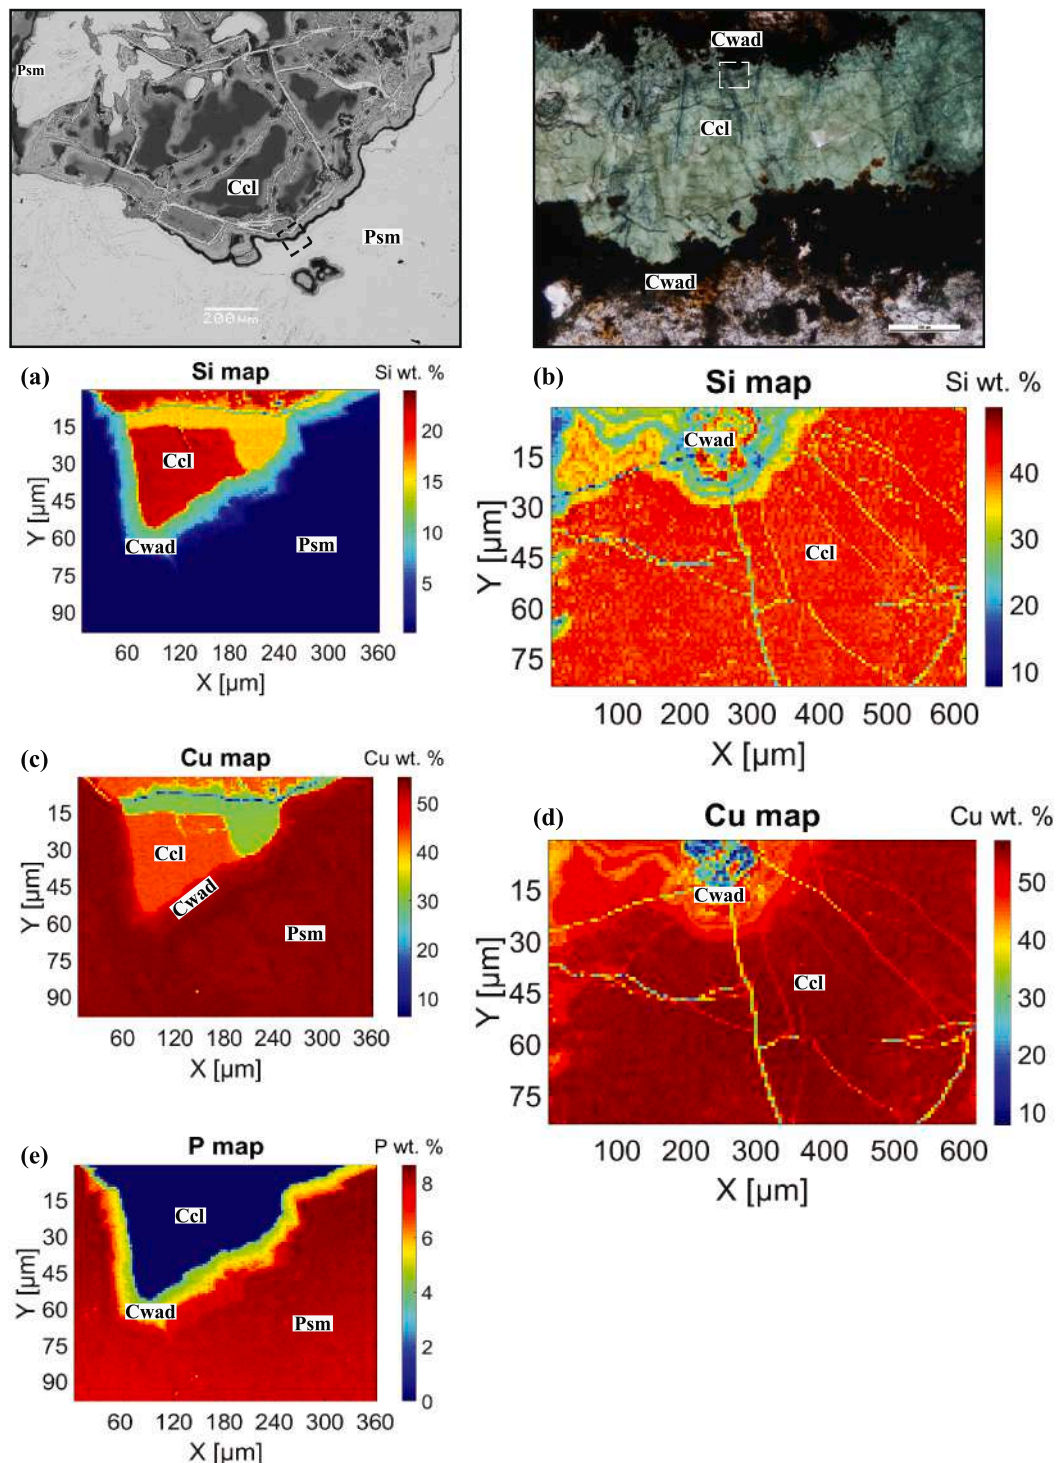 Psm
Ccl
Psm
200 µm
Cwad
Ccl
Cwad
(a)
Si map
Si wt. %
15
30
45
60
75
90
Y [µm]
60 120 180 240 300 360
X [µm]
Ccl
Cwad
Psm
20
15
10
5
(b)
Si map
Si wt. %
15
30
45
60
75
Y [µm]
100 200 300 400 500 600
X [µm]
Cwad
Ccl
40
30
20
10
(c)
Cu map
Cu wt. %
15
30
45
60
75
90
Y [µm]
60 120 180 240 300 360
X [µm]
Ccl
Cwad
Psm
50
40
30
20
10
(d)
Cu map
Cu wt. %
15
30
45
60
75
Y [µm]
100 200 300 400 500 600
X [µm]
Cwad
Ccl
50
40
30
20
10
(e)
P map
P wt. %
15
30
45
60
75
90
Y [µm]
60 120 180 240 300 360
X [µm]
Ccl
Cwad
Psm
8
6
4
2
0